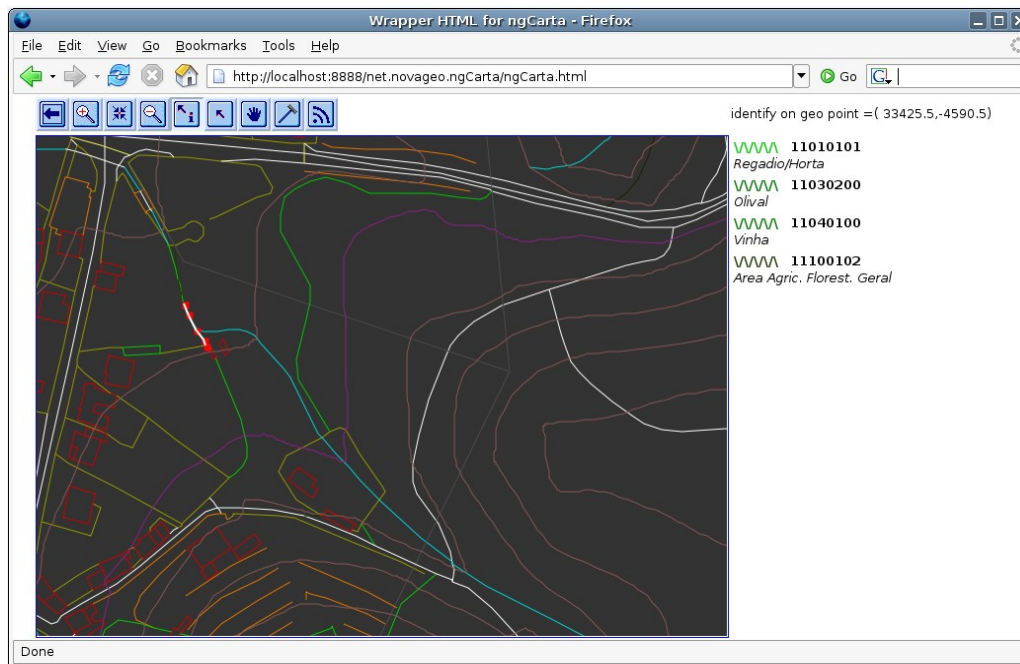 Wrapper HTML for ngCarta - Firefox
File Edit View Go Bookmarks Tools Help
http://localhost:8888/net.novageo.ngCarta/ngCarta.html Go G
i
identify on geo point =( 33425.5,-4590.5)
11010101
Regadio/Horta
11030200
Olival
11040100
Vinha
11100102
Area Agric. Florest. Geral
Done